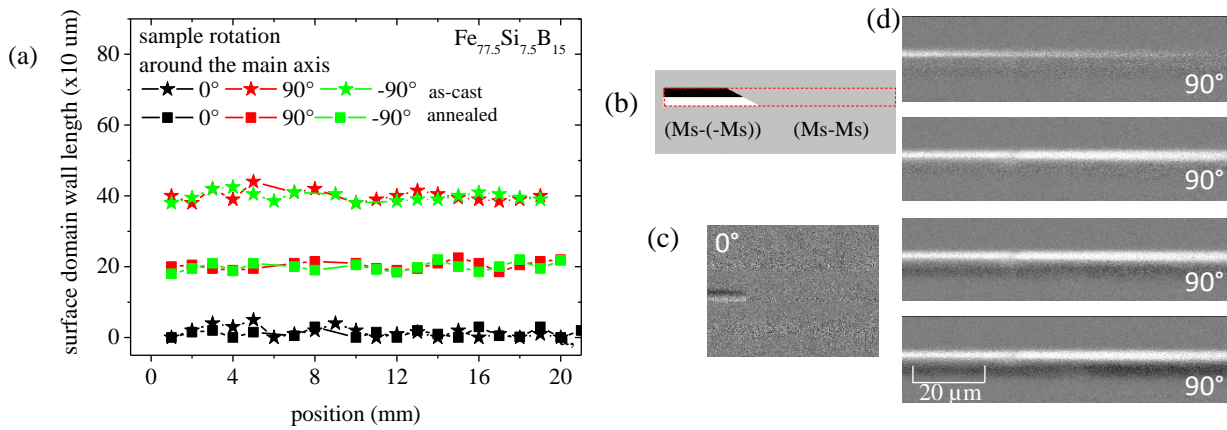 (a)
surface domain wall length (x10 um)
80
60
40
20
0
sample rotation
around the main axis
Fe77.5Si7.5B15
0° 90° -90° as-cast
0° 90° -90° annealed
0 4 8 12 16 20
position (mm)
(b)
(Ms-(-Ms)) (Ms-Ms)
(c)
0°
(d)
90°
90°
90°
20 µm
90°